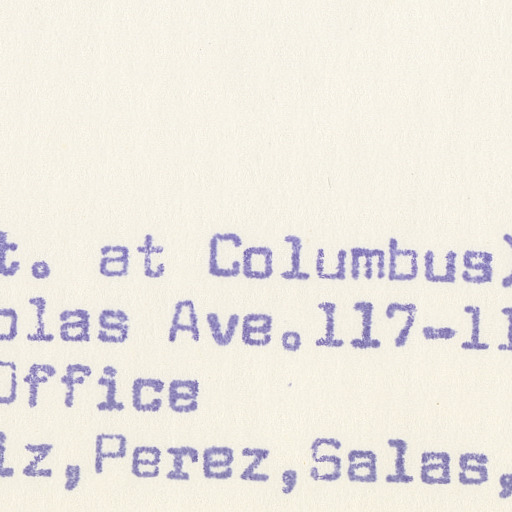 t. at Columbus)
olas Ave.117-11
Office
iz,Perez,Salas,